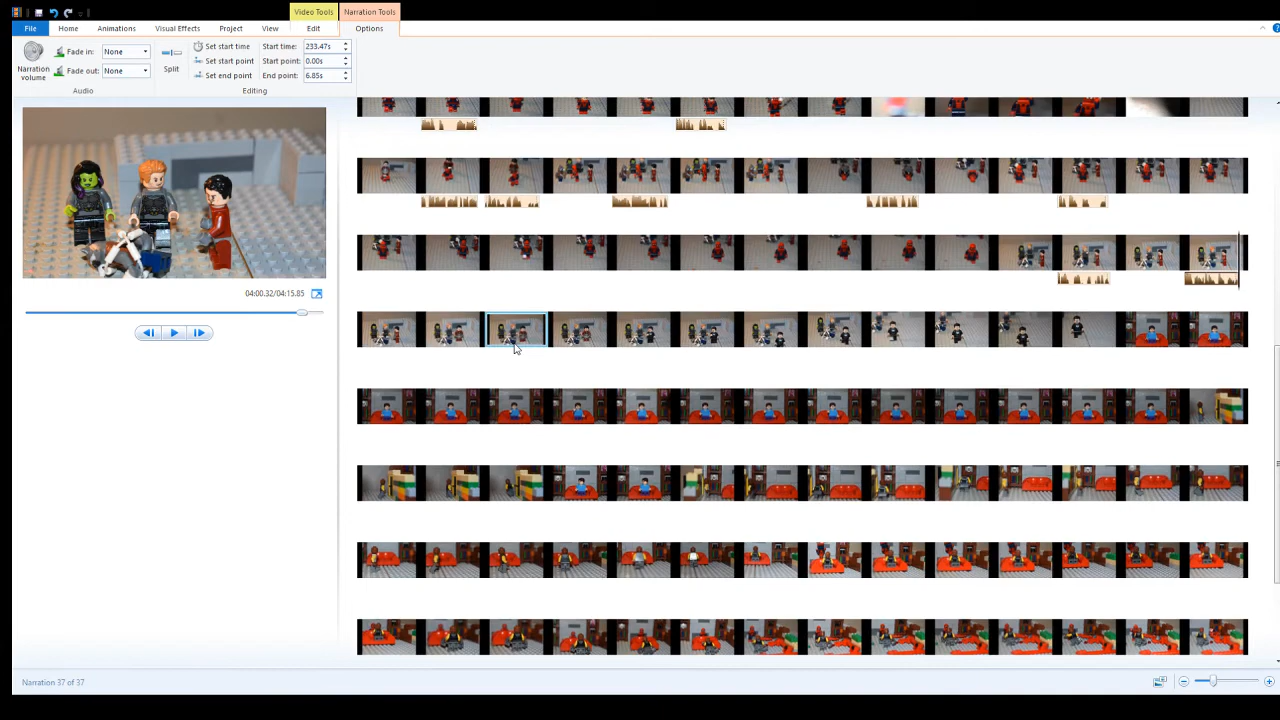 Video Tools Narration Tools
File Home Animations Visual Effects Project View Edit Options
Narration volume
Fade in: None
Fade out: None
Split
Set start time
Set start point
Set end point
Start time: 233.47s
Start point: 0.00s
End point: 6.85s
Audio Editing
04:00.32/04:15.85
Narration 37 of 37